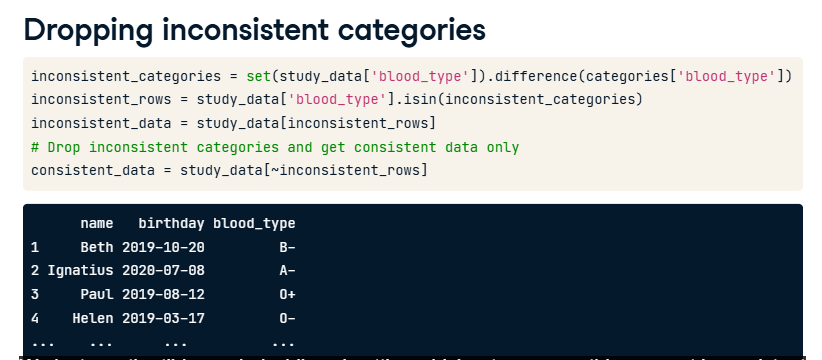 Dropping inconsistent categories
inconsistent_categories = set(study_data['blood_type']).difference(categories['blood_type'])
inconsistent_rows = study_data['blood_type'].isin(inconsistent_categories)
inconsistent_data = study_data[inconsistent_rows]
# Drop inconsistent categories and get consistent data only
consistent_data = study_data[~inconsistent_rows]
name birthday blood_type
1 Beth 2019-10-20 B-
2 Ignatius 2020-07-08 A-
3 Paul 2019-08-12 O+
4 Helen 2019-03-17 O-
... ... ... ...